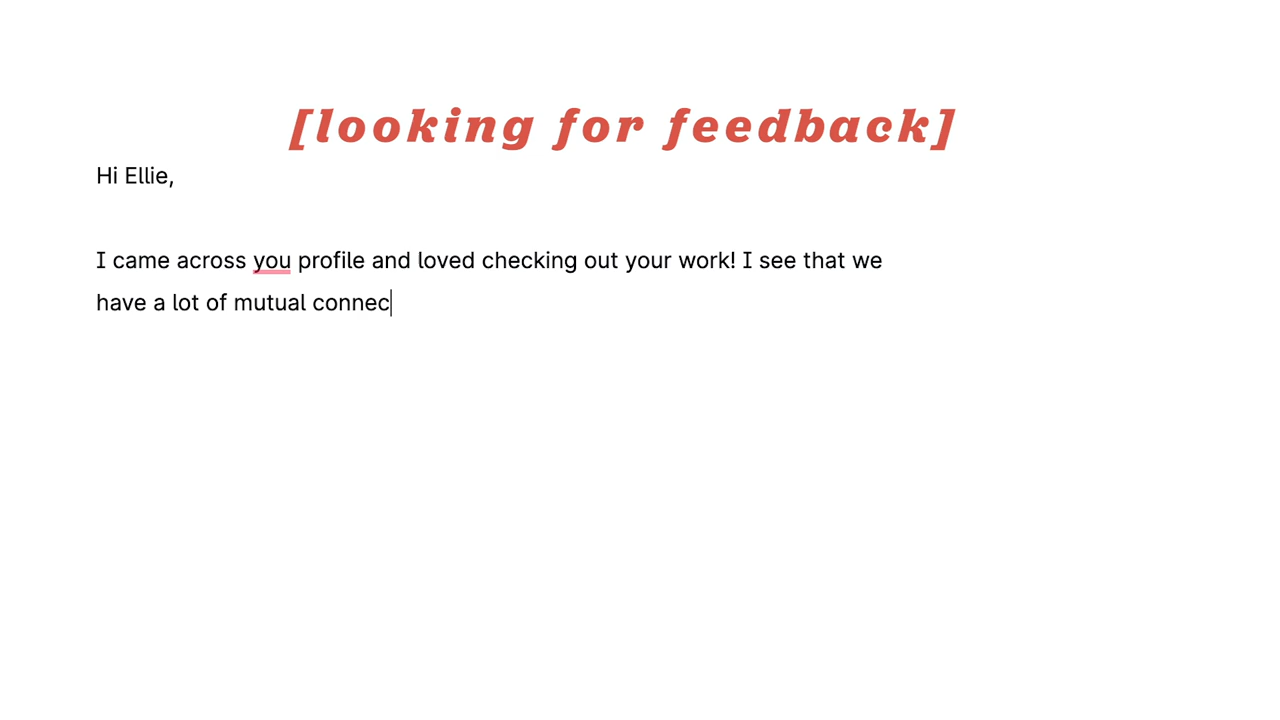 [looking for feedback]
Hi Ellie,
I came across you profile and loved checking out your work! I see that we
have a lot of mutual connec